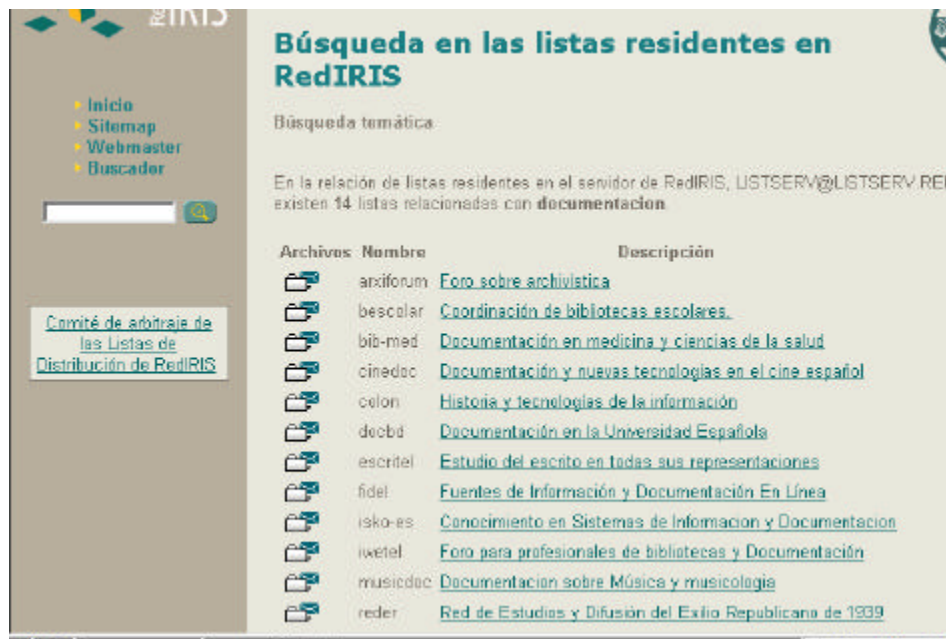 RedIRIS
Inicio
Sitemap
Webmaster
Buscador
Comité de arbitraje de
las Listas de
Distribución de RedIRIS
Búsqueda en las listas residentes en
RedIRIS
Búsqueda temática
En la relación de listas residentes en el servidor de RedIRIS, LISTSERV@LISTSERV.REDI
existen 14 listas relacionadas con documentacion
Archivos Nombre Descripción
arxiforum Foro sobre archivística
bescolar Coordinación de bibliotecas escolares.
bib-med Documentación en medicina y ciencias de la salud
cinedoc Documentación y nuevas tecnologías en el cine español
colon Historia y tecnologías de la información
docbd Documentación en la Universidad Española
escritel Estudio del escrito en todas sus representaciones
fidel Fuentes de Información y Documentación En Línea
isko-es Conocimiento en Sistemas de Informacion y Documentacion
iwetel Foro para profesionales de bibliotecas y Documentación
musicdoc Documentacion sobre Música y musicologia
reder Red de Estudios y Difusión del Exilio Republicano de 1939